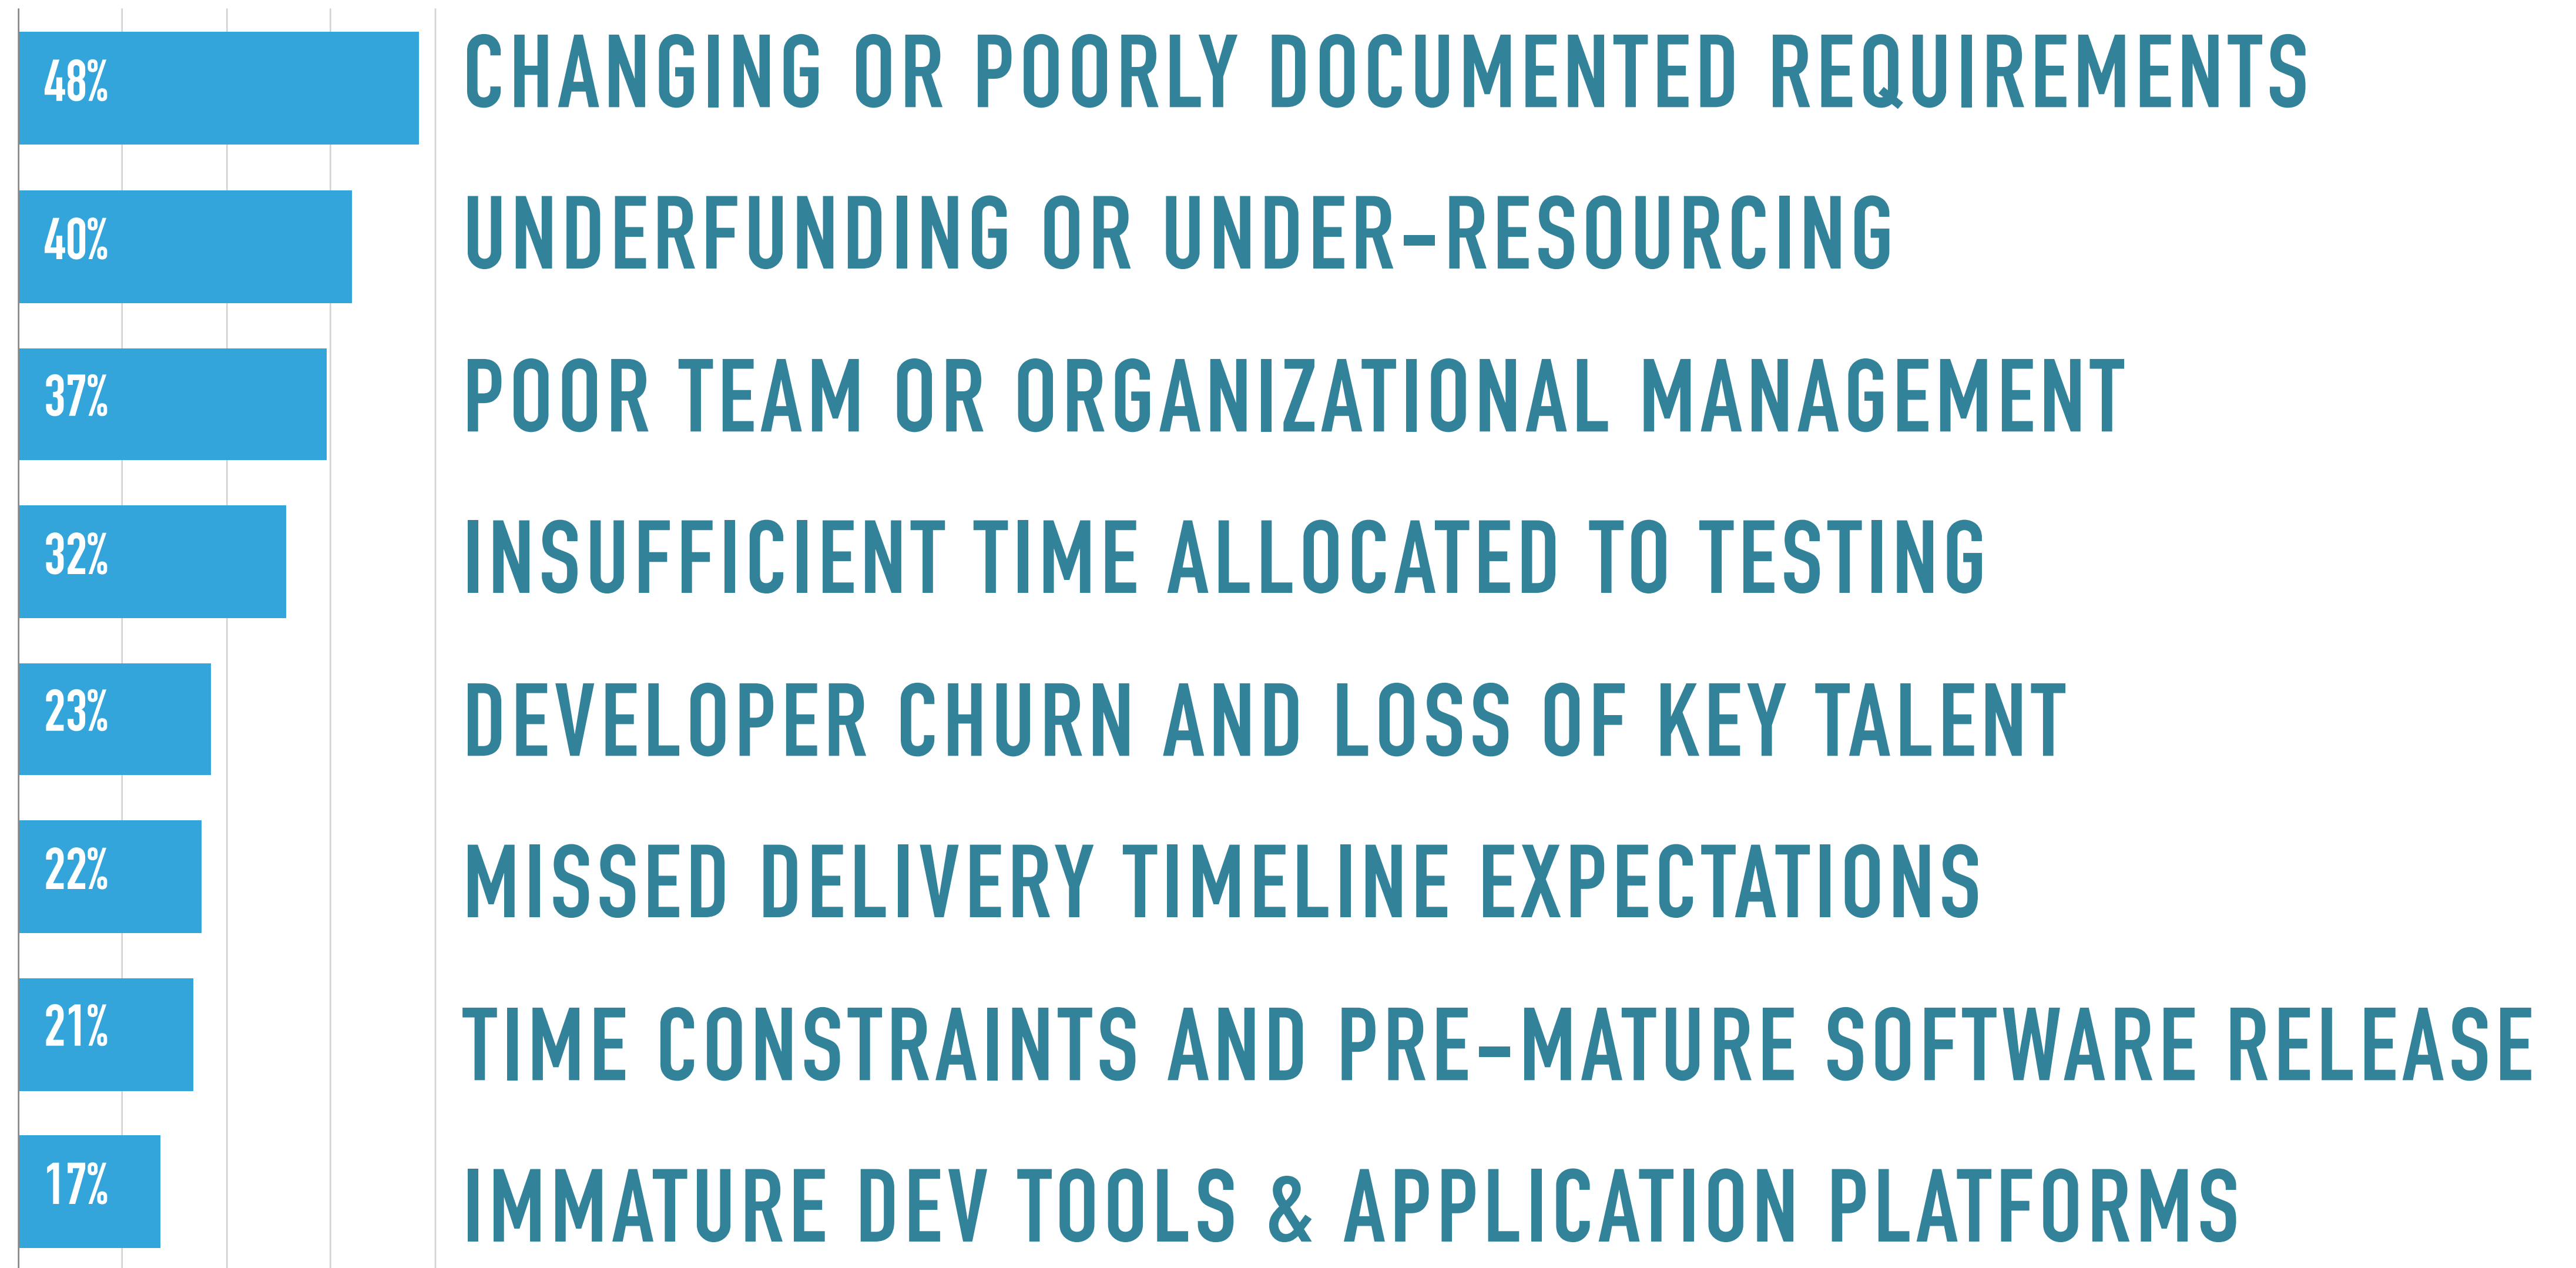 48% CHANGING OR POORLY DOCUMENTED REQUIREMENTS
40% UNDERFUNDING OR UNDER-RESOURCING
37% POOR TEAM OR ORGANIZATIONAL MANAGEMENT
32% INSUFFICIENT TIME ALLOCATED TO TESTING
23% DEVELOPER CHURN AND LOSS OF KEY TALENT
22% MISSED DELIVERY TIMELINE EXPECTATIONS
21% TIME CONSTRAINTS AND PRE-MATURE SOFTWARE RELEASE
17% IMMATURE DEV TOOLS & APPLICATION PLATFORMS